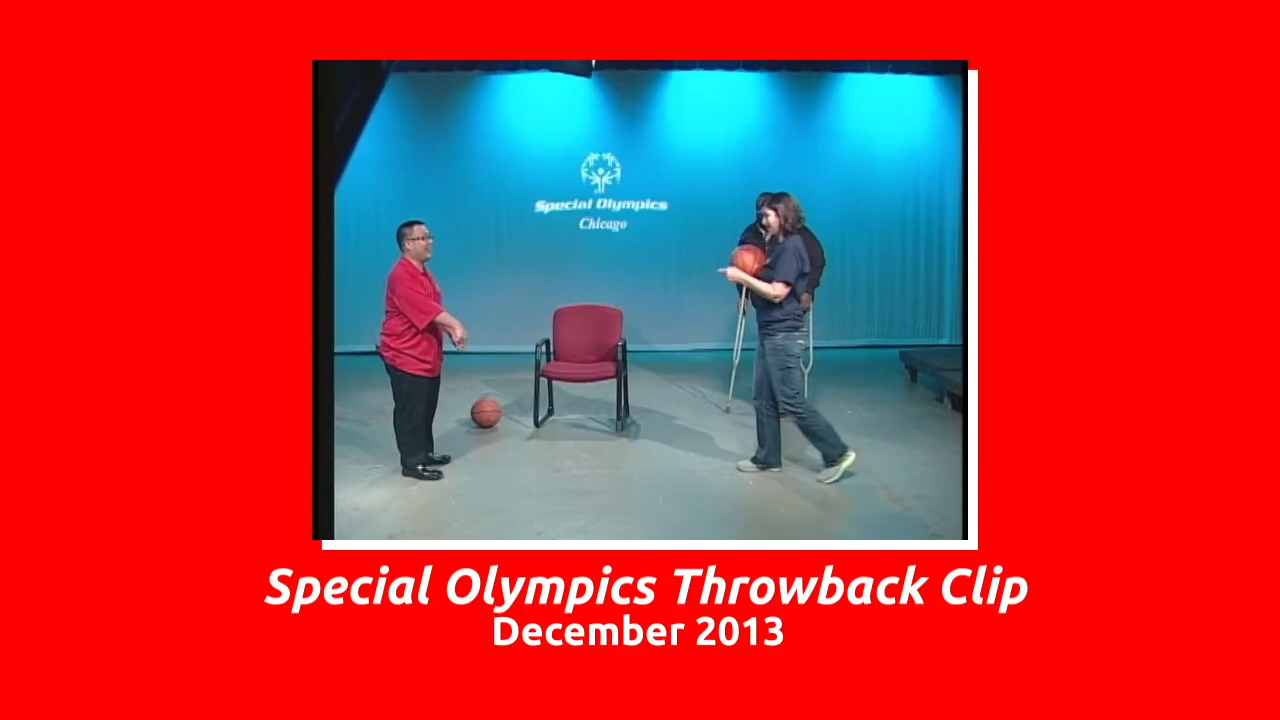 Special Olympics
Chicago
Special Olympics Throwback Clip
December 2013